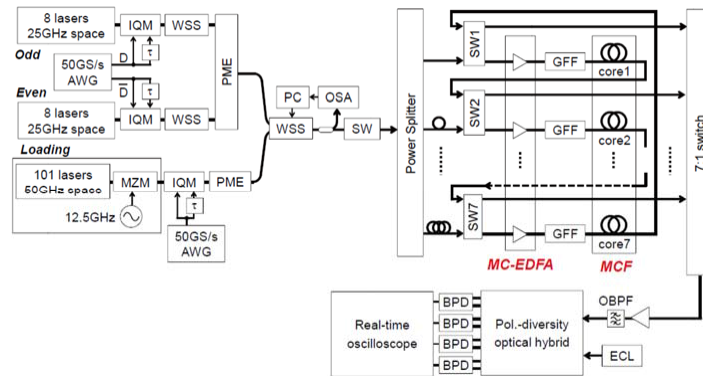 8 lasers
25GHz space
IQM
WSS
Odd
D
τ
50GS/s
AWG
PME
Even
D̅
τ
8 lasers
25GHz space
IQM
WSS
Loading
101 lasers
50GHz space
MZM
IQM
PME
12.5GHz
τ
50GS/s
AWG
PC
OSA
WSS
SW
Power Splitter
SW1
GFF
core1
SW2
GFF
core2
SW7
GFF
core7
MC-EDFA
MCF
7:1 switch
Real-time
oscilloscope
BPD
BPD
BPD
BPD
Pol.-diversity
optical hybrid
OBPF
ECL